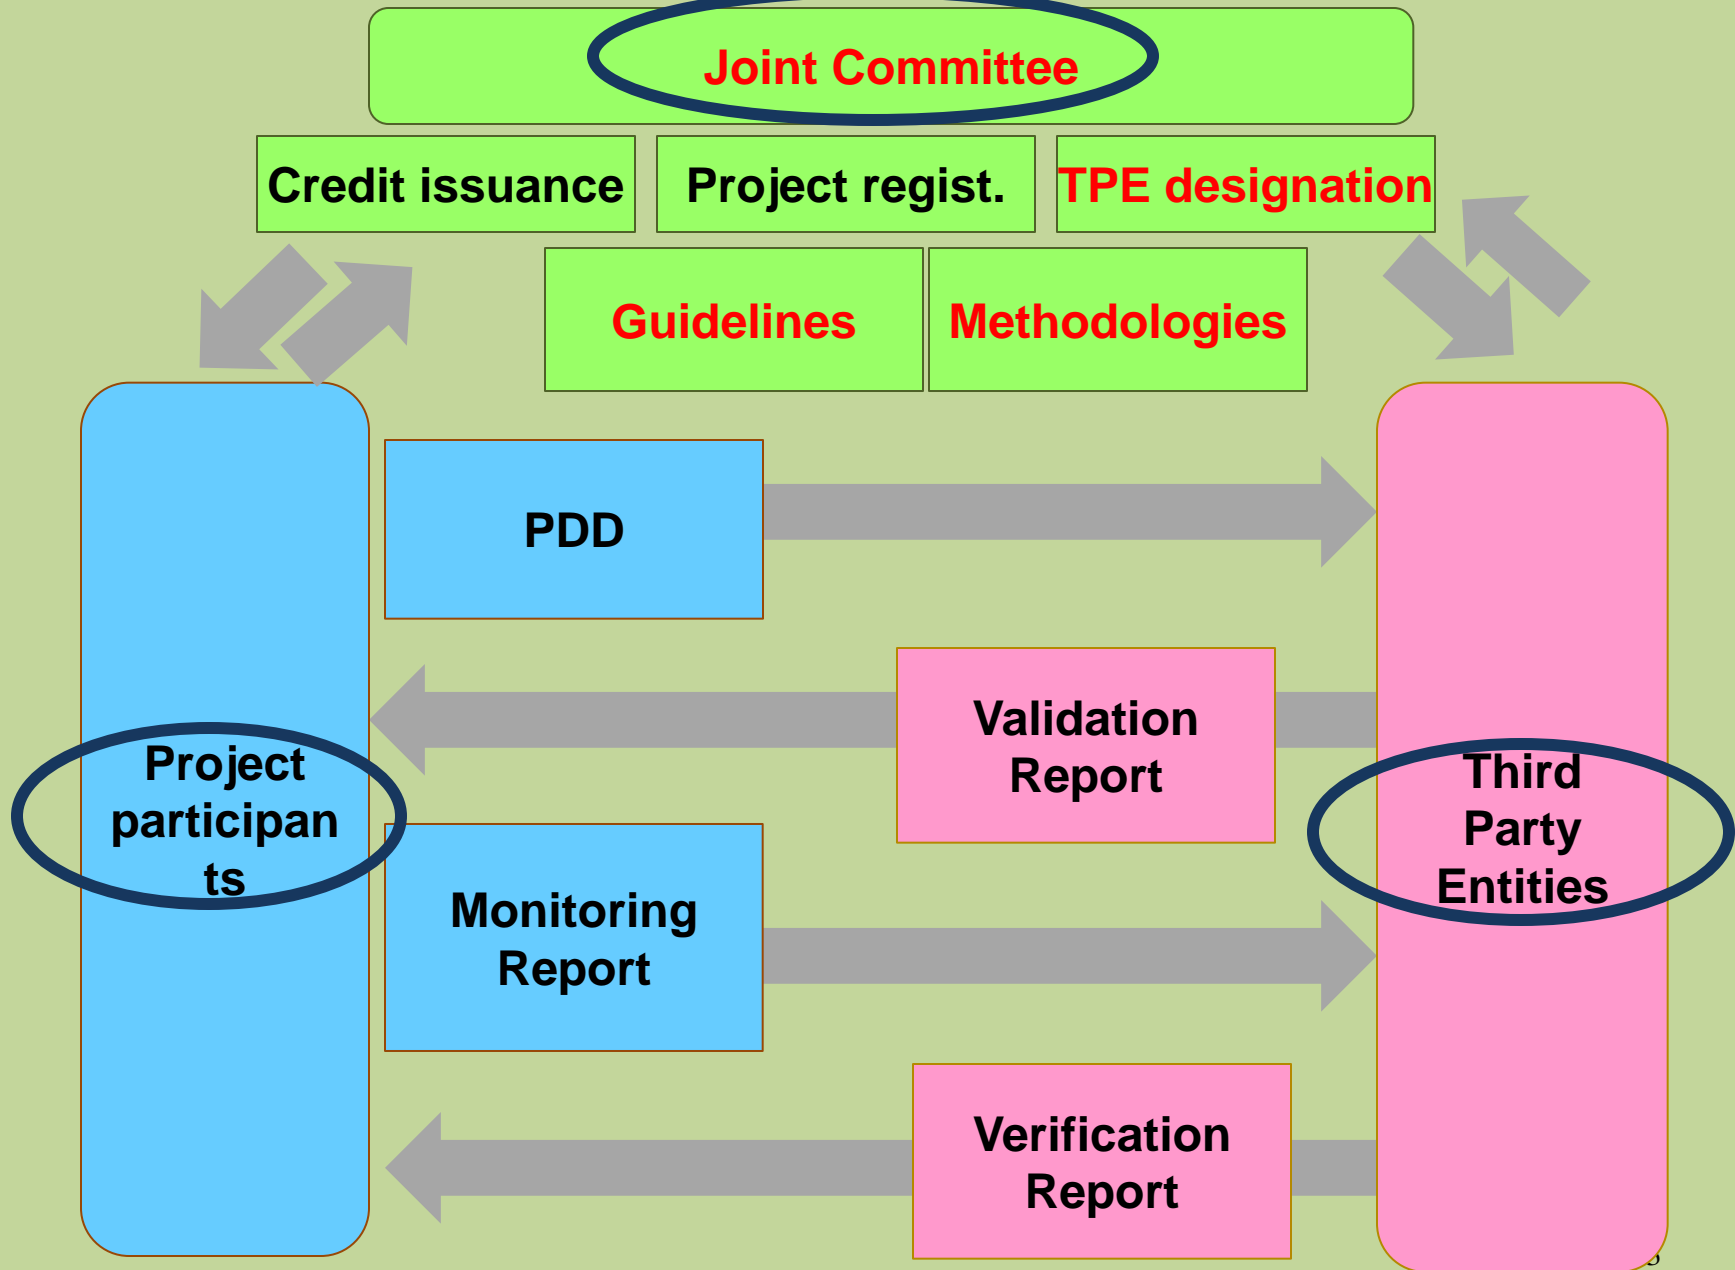 Joint Committee
Credit issuance
Project regist.
TPE designation
Guidelines
Methodologies
PDD
Validation
Report
Project
participan
ts
Third
Party
Entities
Monitoring
Report
Verification
Report